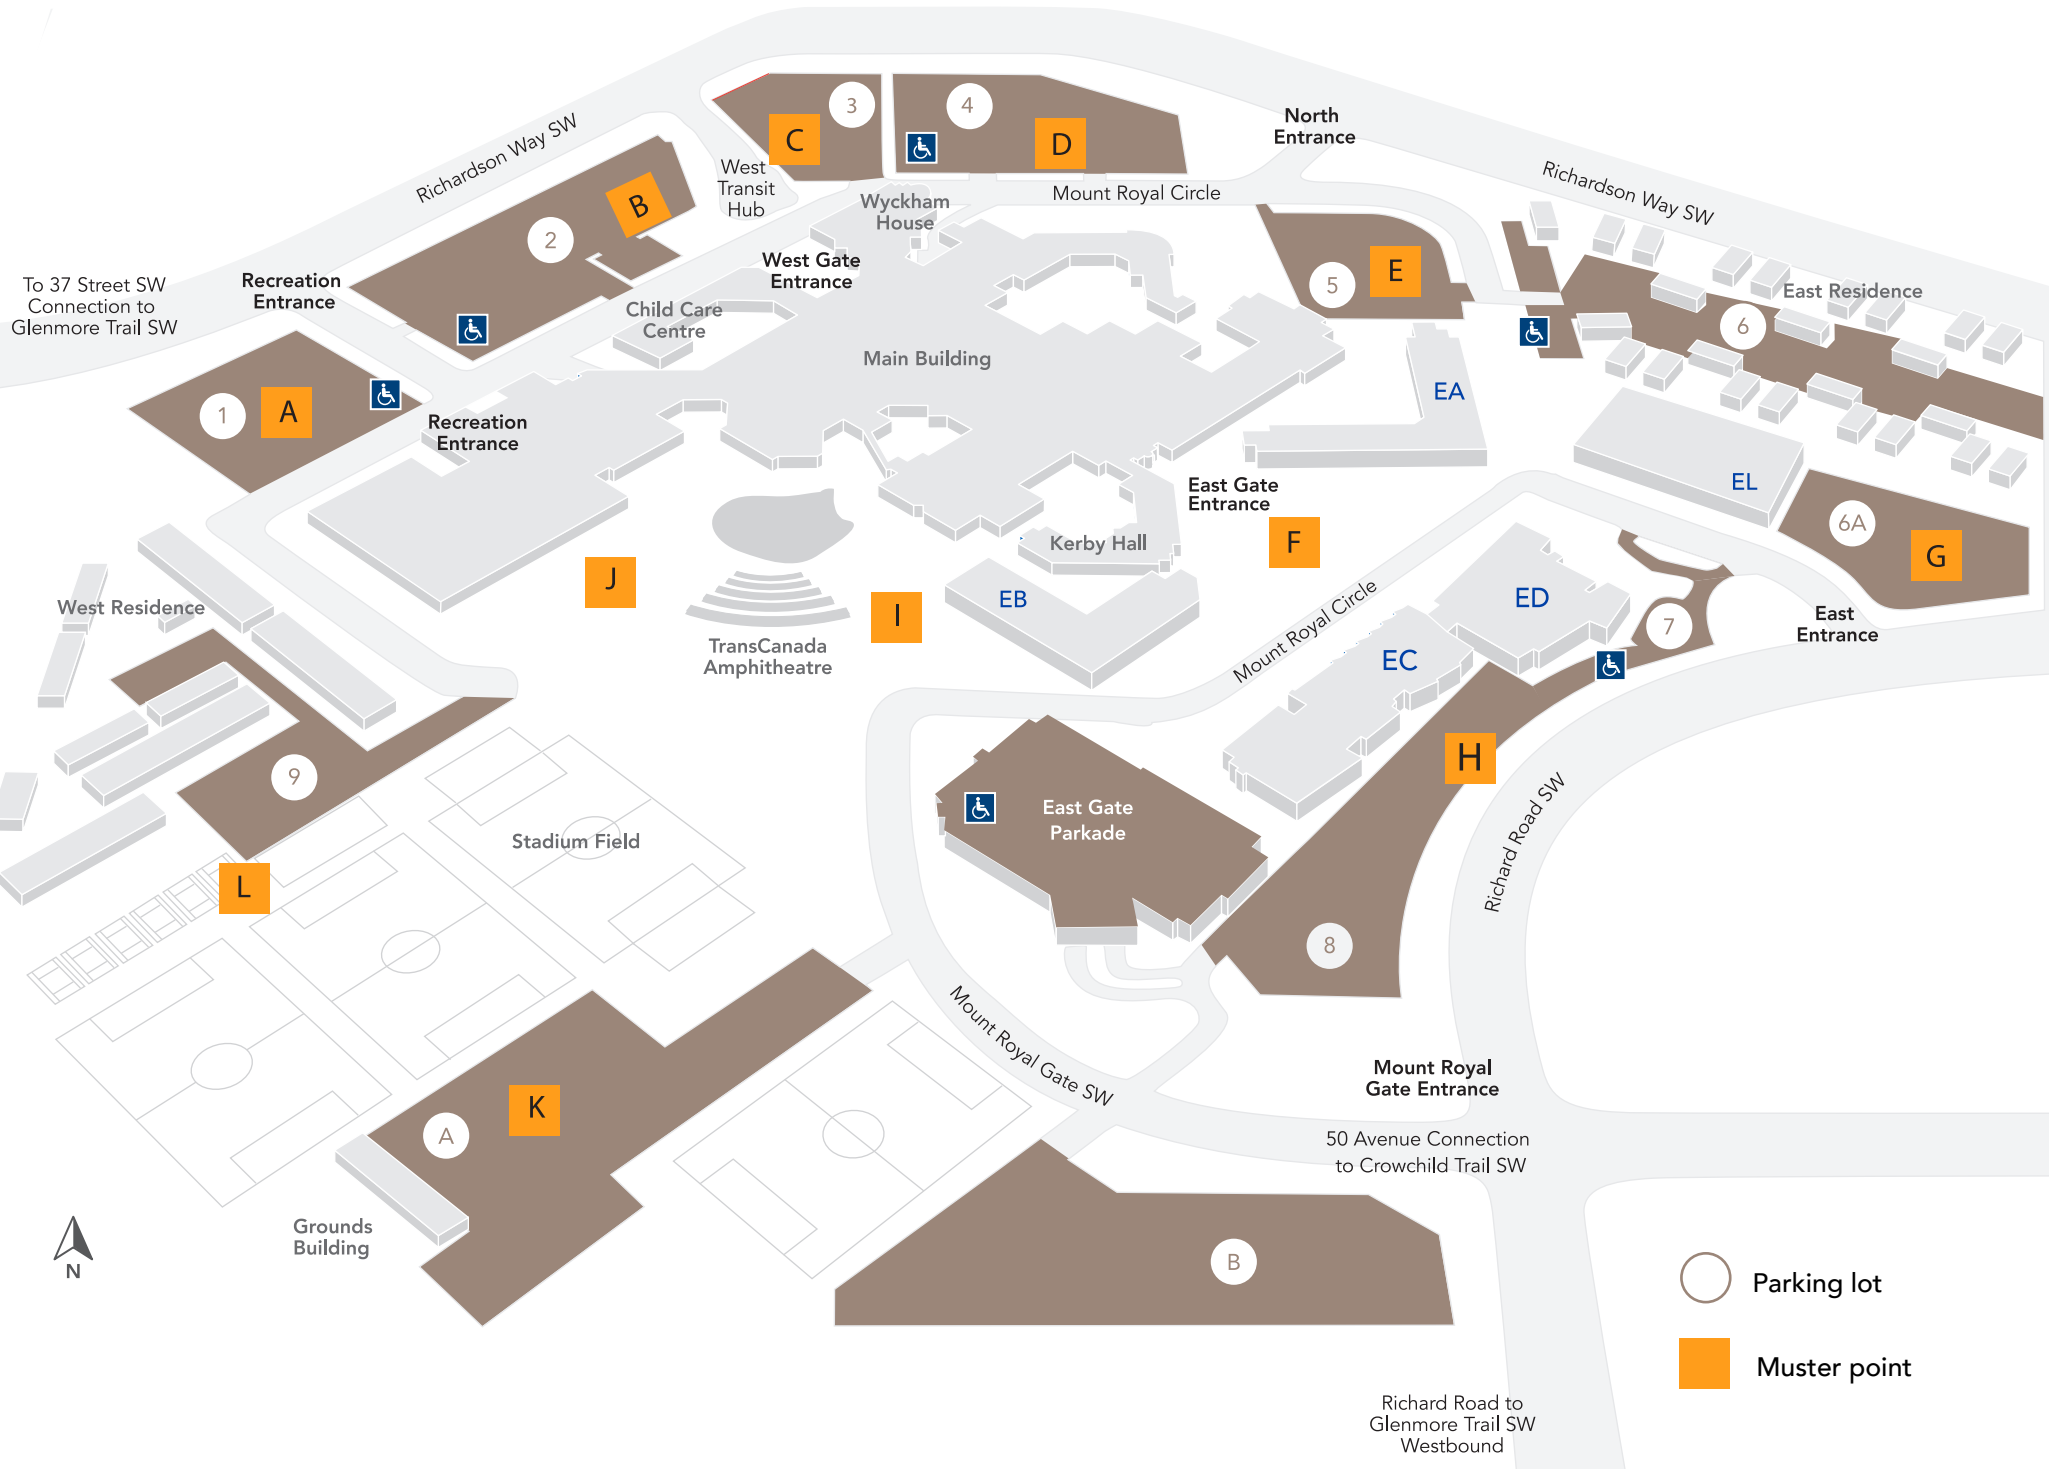 3
4
C
D
North
Entrance
Richardson Way SW
West
Transit
Hub
Mount Royal Circle
Richardson Way SW
B
2
Wyckham
House
West Gate
Entrance
E
5
To 37 Street SW
Connection to
Glenmore Trail SW
Recreation
Entrance
Child Care
Centre
East Residence
6
Main Building
1
A
Recreation
Entrance
EA
EL
East Gate
Entrance
6A
G
F
Kerby Hall
J
West Residence
EB
I
TransCanada
Amphitheatre
Mount Royal Circle
ED
7
East
Entrance
EC
H
9
East Gate
Parkade
Stadium Field
Richard Road SW
L
8
Mount Royal Gate SW
Mount Royal
Gate Entrance
A
K
50 Avenue Connection
to Crowchild Trail SW
Grounds
Building
N
B
Parking lot
Muster point
Richard Road to
Glenmore Trail SW
Westbound